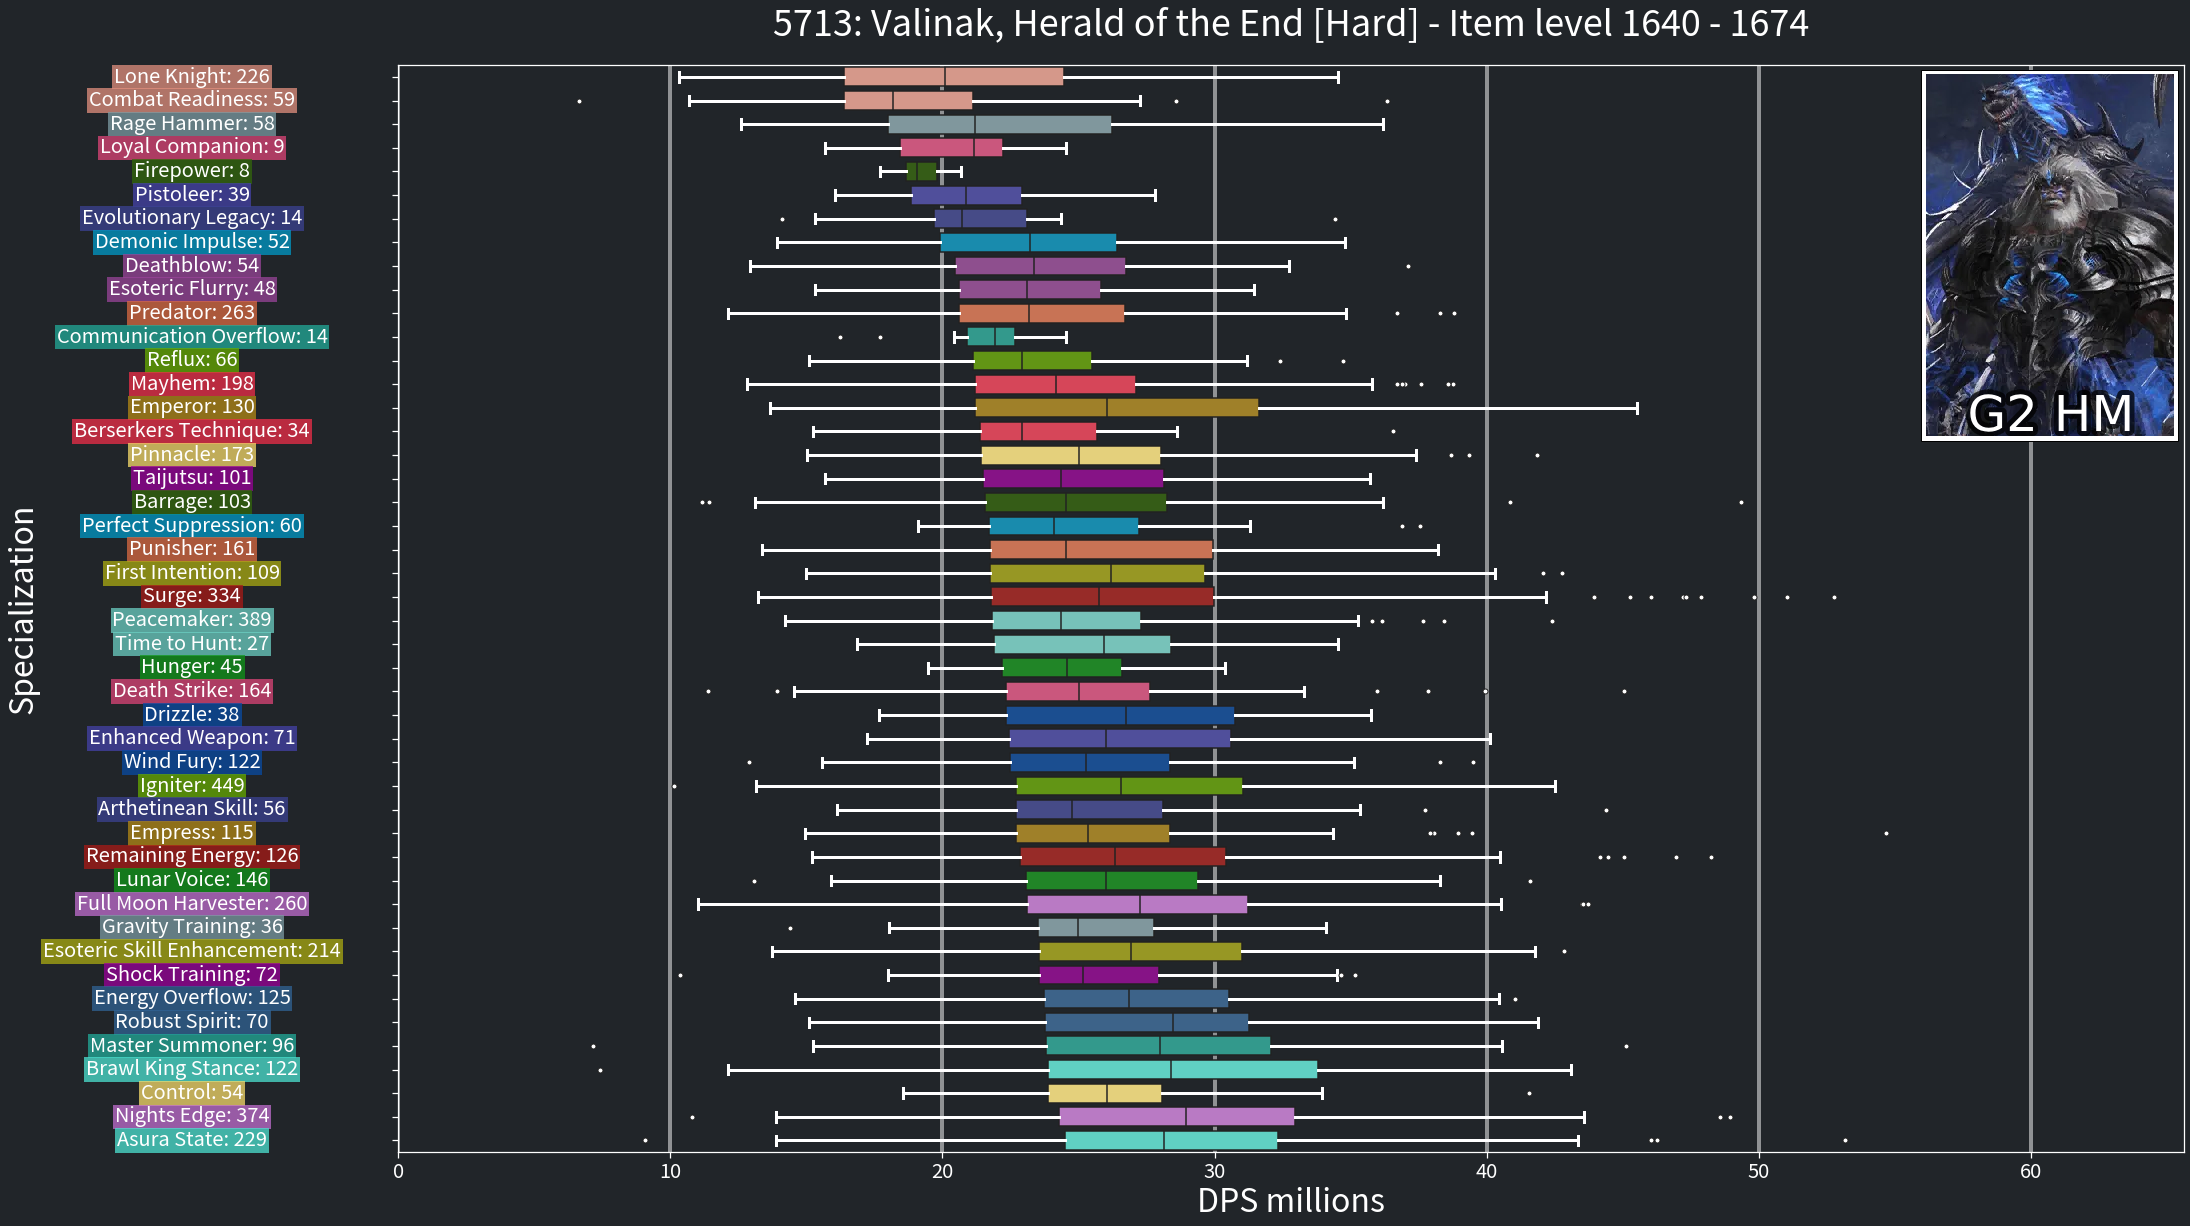 5713: Valinak, Herald of the End [Hard] - Item level 1640 - 1674
Lone Knight: 226
Combat Readiness: 59
Rage Hammer: 58
Loyal Companion: 9
Firepower: 8
Pistoleer: 39
Evolutionary Legacy: 14
Demonic Impulse: 52
Deathblow: 54
Esoteric Flurry: 48
Predator: 263
Communication Overflow: 14
Reflux: 66
Mayhem: 198
Emperor: 130
Berserkers Technique: 34
Pinnacle: 173
Taijutsu: 101
Barrage: 103
Perfect Suppression: 60
Punisher: 161
First Intention: 109
Surge: 334
Peacemaker: 389
Time to Hunt: 27
Hunger: 45
Death Strike: 164
Drizzle: 38
Enhanced Weapon: 71
Wind Fury: 122
Igniter: 449
Arthetinean Skill: 56
Empress: 115
Remaining Energy: 126
Lunar Voice: 146
Full Moon Harvester: 260
Gravity Training: 36
Esoteric Skill Enhancement: 214
Shock Training: 72
Energy Overflow: 125
Robust Spirit: 70
Master Summoner: 96
Brawl King Stance: 122
Control: 54
Nights Edge: 374
Asura State: 229
Specialization
G2 HM
0 10 20 30 40 50 60
DPS millions